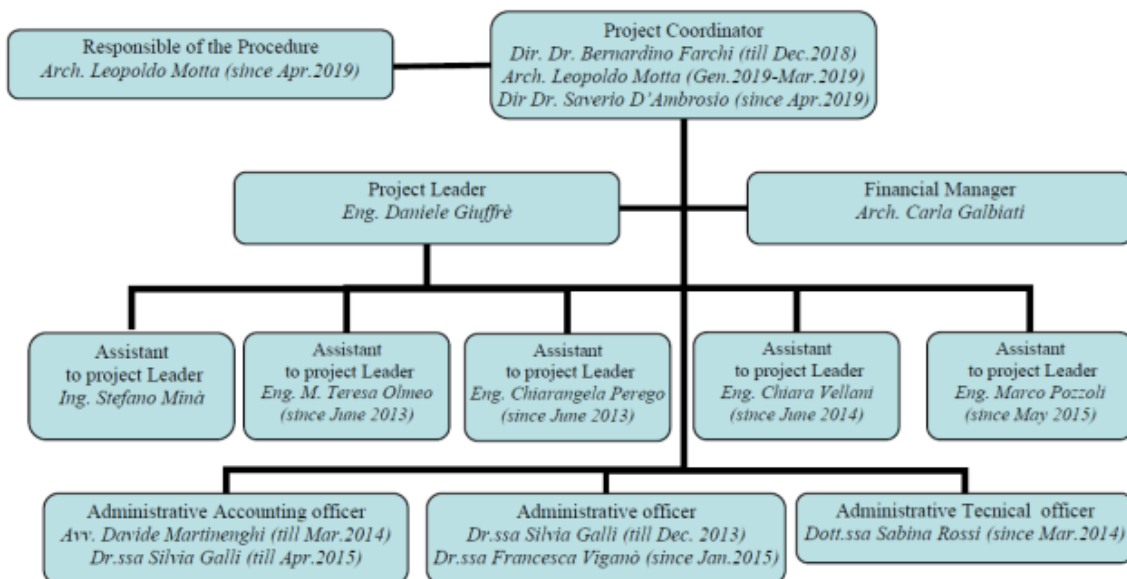 Responsible of the Procedure
Arch. Leopoldo Motta (since Apr.2019)
Project Coordinator
Dir. Dr. Bernardino Farchi (till Dec.2018)
Arch. Leopoldo Motta (Gen.2019-Mar.2019)
Dir Dr. Saverio D'Ambrosio (since Apr.2019)
Project Leader
Eng. Daniele Giuffrè
Financial Manager
Arch. Carla Galbiati
Assistant
to project Leader
Ing. Stefano Minà
Assistant
to project Leader
Eng. M. Teresa Olmeo
(since June 2013)
Assistant
to project Leader
Eng. Chiarangela Perego
(since June 2013)
Assistant
to project Leader
Eng. Chiara Vellani
(since June 2014)
Assistant
to project Leader
Eng. Marco Pozzoli
(since May 2015)
Administrative Accounting officer
Avv. Davide Martinenghi (till Mar.2014)
Dr.ssa Silvia Galli (till Apr.2015)
Administrative officer
Dr.ssa Silvia Galli (till Dec. 2013)
Dr.ssa Francesca Viganò (since Jan.2015)
Administrative Tecnical officer
Dott.ssa Sabina Rossi (since Mar.2014)